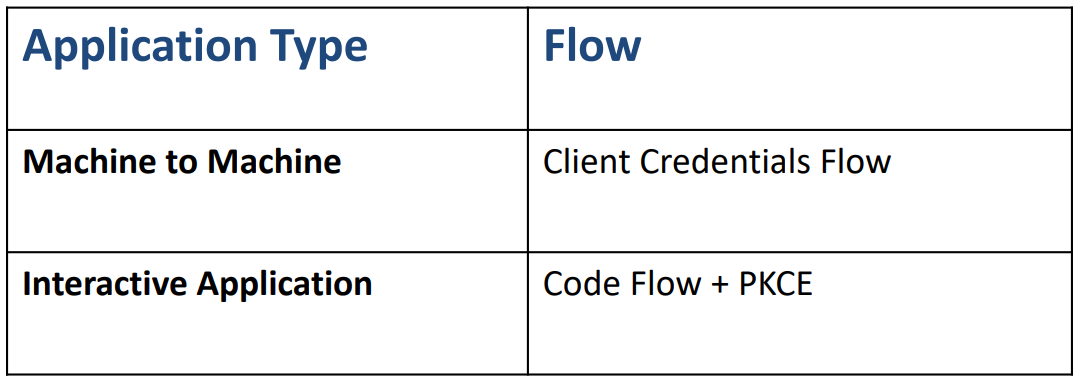 Application Type
Flow
Machine to Machine
Client Credentials Flow
Interactive Application
Code Flow + PKCE